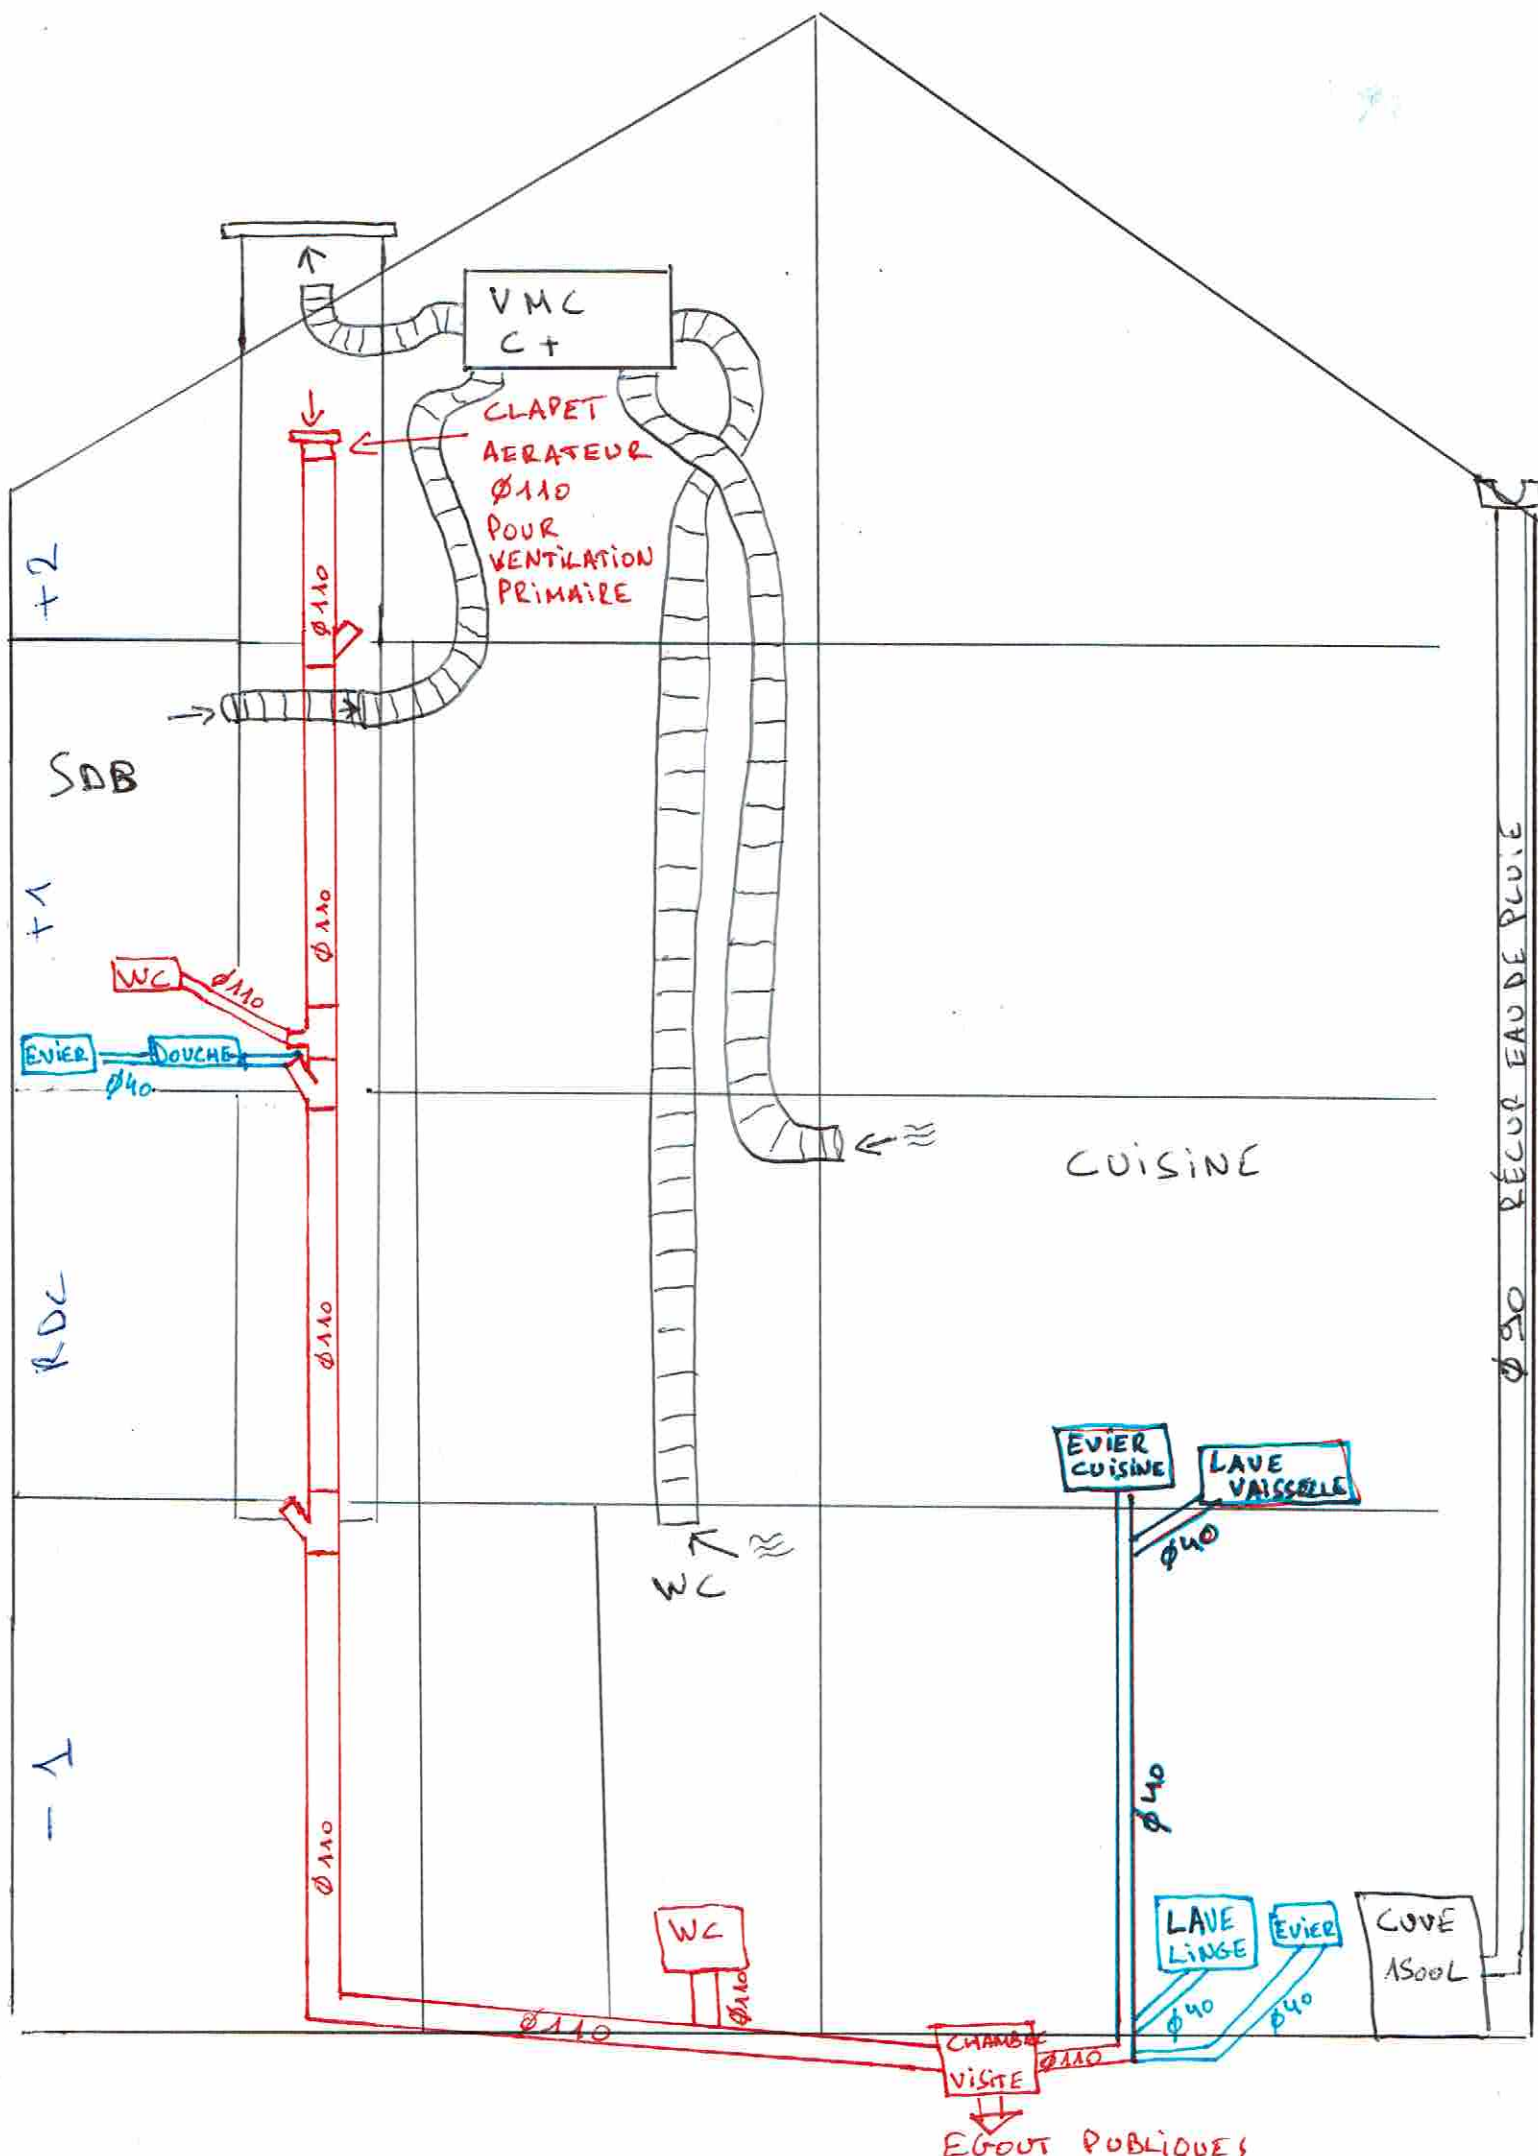 VMC
C +
CLAPET
AERATEUR
Ø110
POUR
VENTILATION
PRIMAIRE
+2
Ø110
SDB
+1
Ø110
WC
Ø110
EVIER
DOUCHE
Ø40
CUISINE
RDC
Ø110
Ø90 RÉCUR EAU DE PLUIE
EVIER
CUISINE
LAVE
VAISSELLE
Ø40
WC
-1
Ø40
Ø110
WC
Ø110
LAVE
LINGE
EVIER
CUVE
1500L
Ø40
Ø40
Ø110
CHAMBE
VISITE
Ø110
EGOUT PUBLIQUES